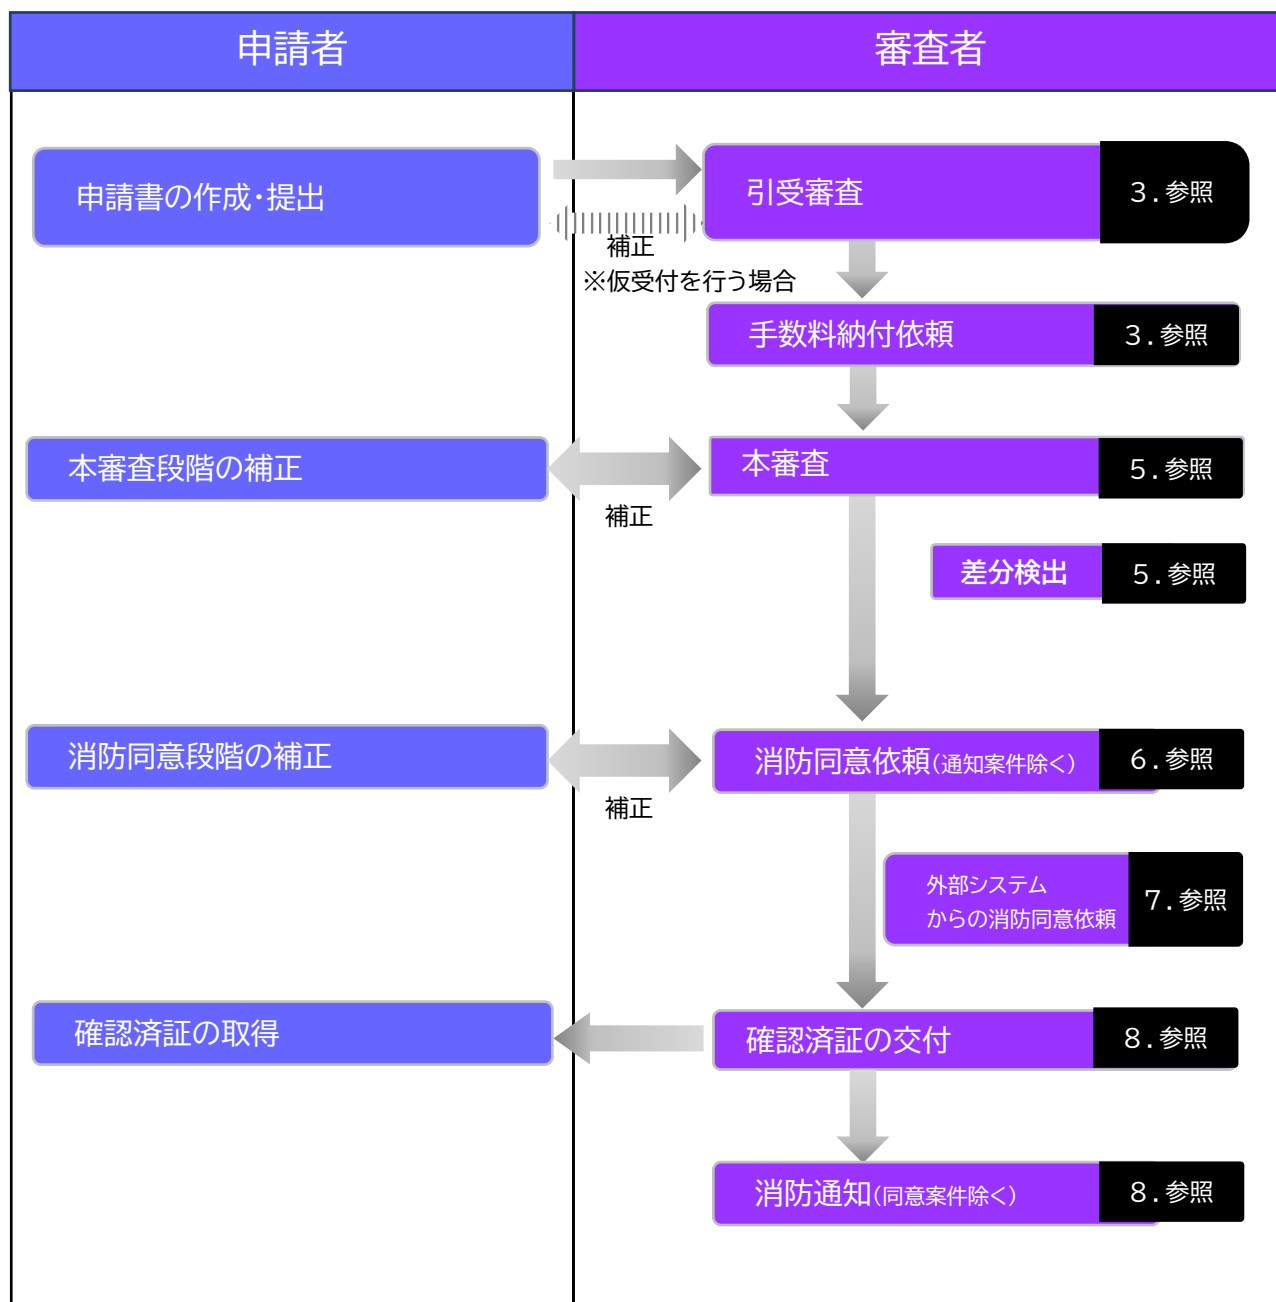 申請者
審査者
申請書の作成・提出
引受審査
３．参照
補正
※仮受付を行う場合
手数料納付依頼
３．参照
本審査段階の補正
本審査
５．参照
補正
差分検出
５．参照
消防同意段階の補正
消防同意依頼（通知案件除く）
６．参照
補正
外部システム
からの消防同意依頼
７．参照
確認済証の取得
確認済証の交付
８．参照
消防通知（同意案件除く）
８．参照